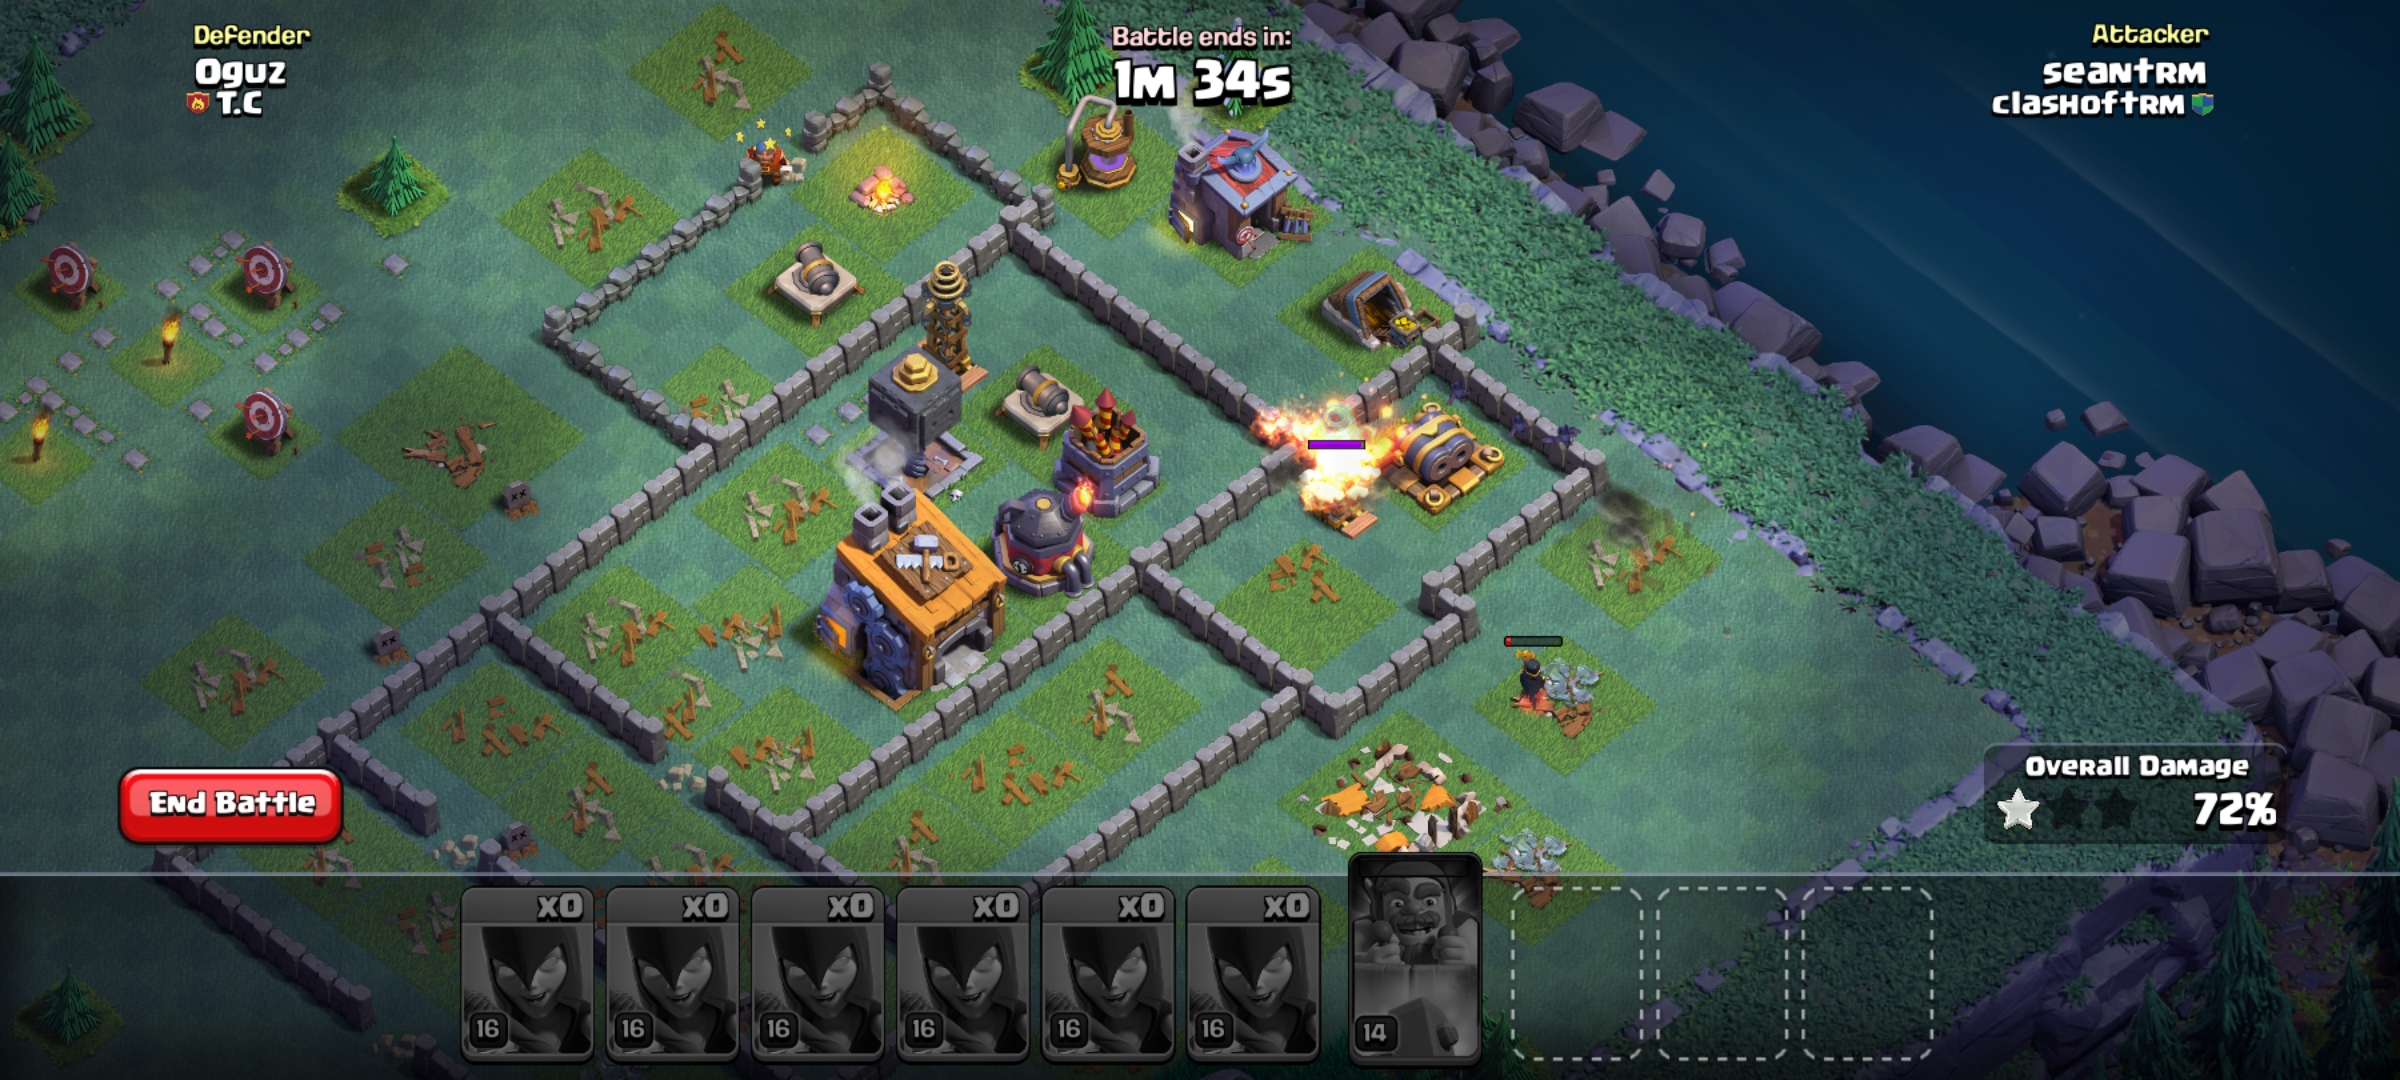 Defender
Oguz
T.C
Battle ends in:
1M 34s
Attacker
seantRM
clashoftRM
End Battle
Overall Damage
72%
x0 x0 x0 x0 x0 x0
16 16 16 16 16 16 14